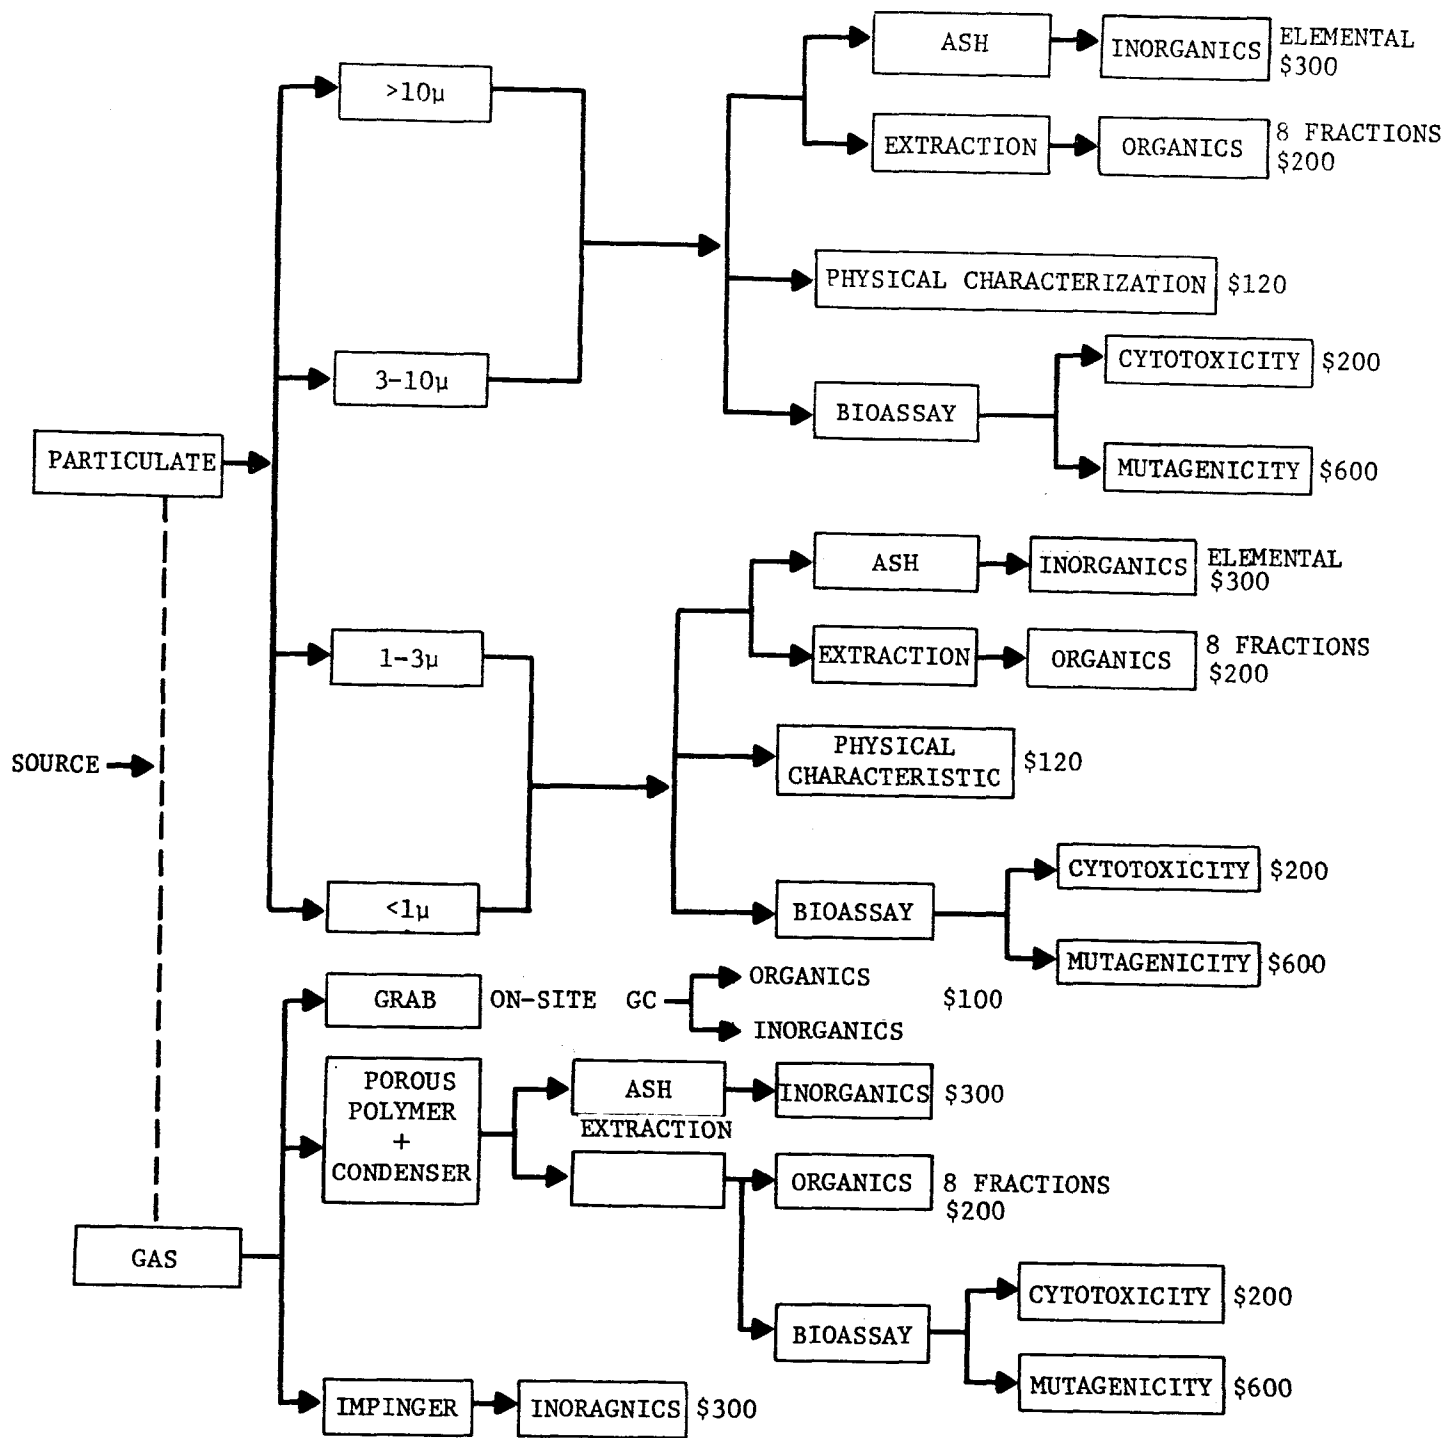 ASH
INORGANICS
ELEMENTAL
$300
>10µ
EXTRACTION
ORGANICS
8 FRACTIONS
$200
PHYSICAL CHARACTERIZATION
$120
3-10µ
BIOASSAY
CYTOTOXICITY
$200
MUTAGENICITY
$600
PARTICULATE
ASH
INORGANICS
ELEMENTAL
$300
1-3µ
EXTRACTION
ORGANICS
8 FRACTIONS
$200
SOURCE
PHYSICAL
CHARACTERISTIC
$120
<1µ
BIOASSAY
CYTOTOXICITY
$200
MUTAGENICITY
$600
GRAB
ON-SITE GC
ORGANICS
$100
INORGANICS
POROUS
POLYMER
+
CONDENSER
ASH
INORGANICS
$300
EXTRACTION
ORGANICS
8 FRACTIONS
$200
GAS
BIOASSAY
CYTOTOXICITY
$200
MUTAGENICITY
$600
IMPINGER
INORAGNICS
$300